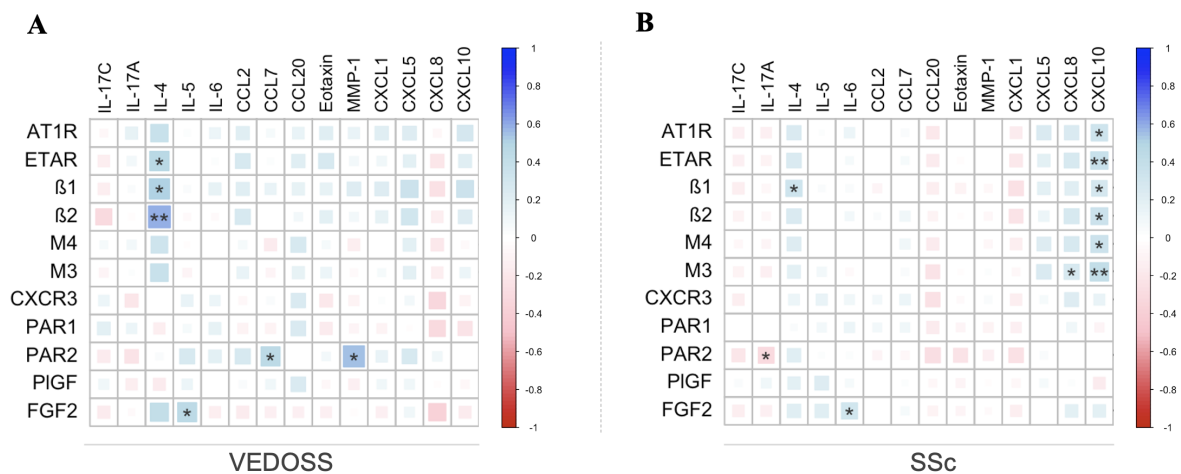 A
IL-17C IL-17A IL-4 IL-5 IL-6 CCL2 CCL7 CCL20 Eotaxin MMP-1 CXCL1 CXCL5 CXCL8 CXCL10
AT1R
ETAR *
ß1 *
ß2 **
M4
M3
CXCR3
PAR1
PAR2 * *
PlGF
FGF2 *
1
0.8
0.6
0.4
0.2
0
-0.2
-0.4
-0.6
-0.8
-1
VEDOSS
B
IL-17C IL-17A IL-4 IL-5 IL-6 CCL2 CCL7 CCL20 Eotaxin MMP-1 CXCL1 CXCL5 CXCL8 CXCL10
AT1R *
ETAR **
ß1 * *
ß2 *
M4 *
M3 * **
CXCR3
PAR1
PAR2 *
PlGF
FGF2 *
1
0.8
0.6
0.4
0.2
0
-0.2
-0.4
-0.6
-0.8
-1
SSc